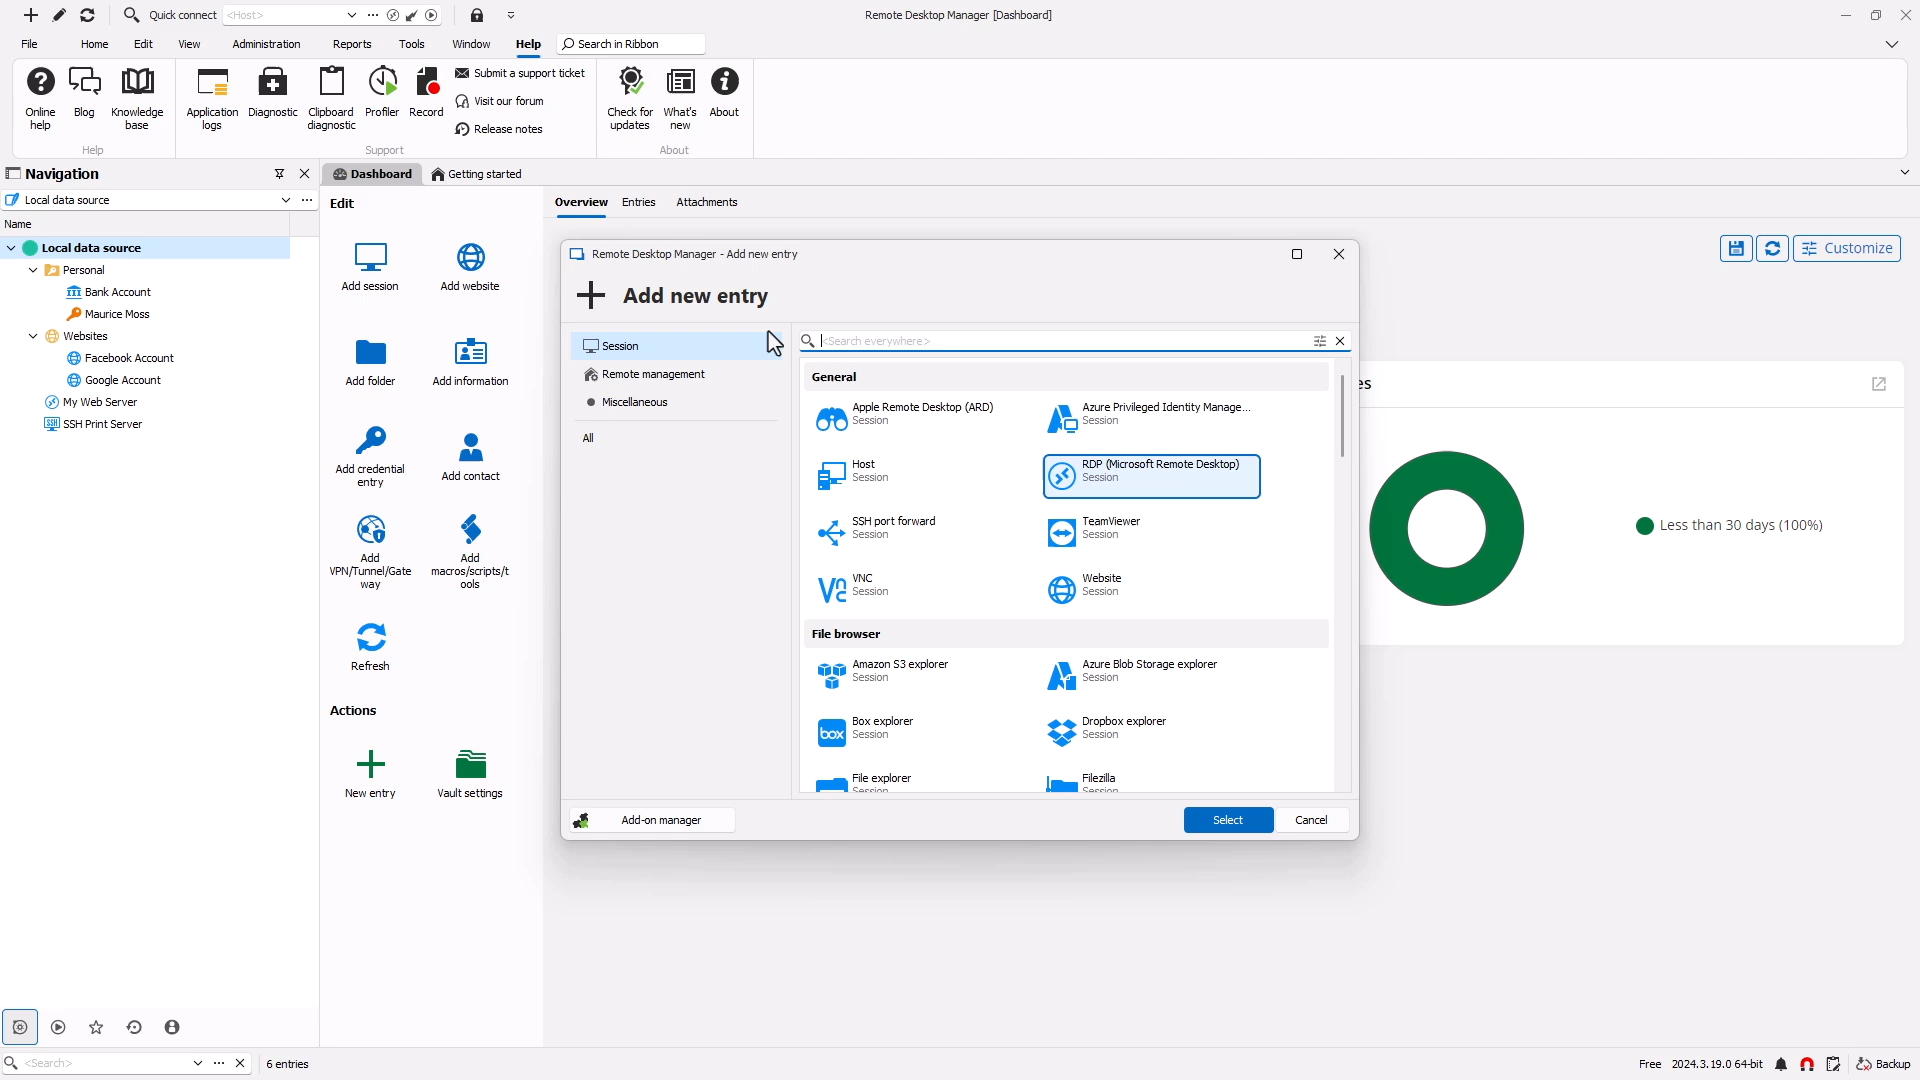 Quick connect <Host>
Remote Desktop Manager [Dashboard]
File Home Edit View Administration Reports Tools Window Help Search in Ribbon
Online help
Blog
Knowledge base
Help
Application logs
Diagnostic
Clipboard diagnostic
Profiler
Record
Submit a support ticket
Visit our forum
Release notes
Support
Check for updates
What's new
About
About
Navigation
Local data source
Name
Local data source
Personal
Bank Account
Maurice Moss
Websites
Facebook Account
Google Account
My Web Server
SSH Print Server
Dashboard
Getting started
Edit
Add session
Add website
Add folder
Add information
Add credential entry
Add contact
Add
VPN/Tunnel/Gate
way
Add
macros/scripts/t
ools
Refresh
Actions
New entry
Vault settings
Overview Entries Attachments
Customize
es
Less than 30 days (100%)
Remote Desktop Manager - Add new entry
Add new entry
Session
Remote management
Miscellaneous
All
<Search everywhere>
General
Apple Remote Desktop (ARD)
Session
Azure Privileged Identity Manage...
Session
Host
Session
RDP (Microsoft Remote Desktop)
Session
SSH port forward
Session
TeamViewer
Session
VNC
Session
Website
Session
File browser
Amazon S3 explorer
Session
Azure Blob Storage explorer
Session
box
Box explorer
Session
Dropbox explorer
Session
File explorer
Session
Filezilla
Session
Add-on manager
Select
Cancel
<Search>
6 entries
Free 2024.3.19.0 64-bit
Backup